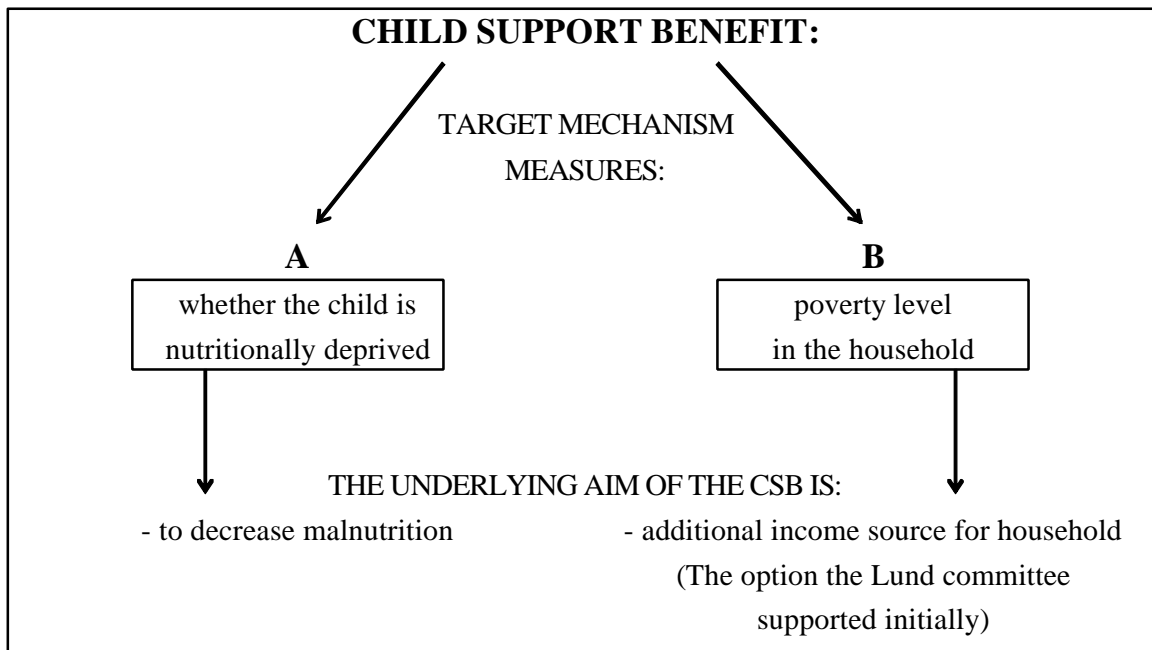 CHILD SUPPORT BENEFIT:
TARGET MECHANISM
MEASURES:
A
whether the child is
nutritionally deprived
B
poverty level
in the household
THE UNDERLYING AIM OF THE CSB IS:
- to decrease malnutrition
- additional income source for household
(The option the Lund committee
supported initially)